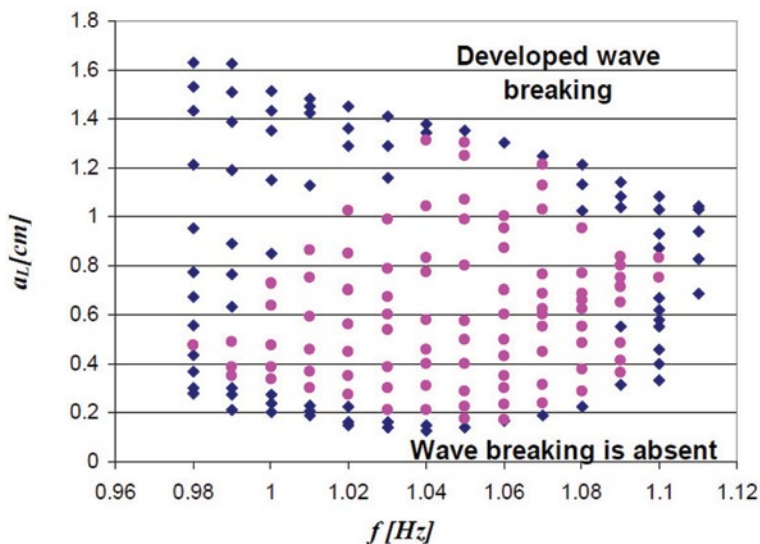 1.8
1.6
1.4
1.2
1
0.8
0.6
0.4
0.2
0
a_L[cm]
Developed wave
breaking
Wave breaking is absent
0.96 0.98 1 1.02 1.04 1.06 1.08 1.1 1.12
f [Hz]